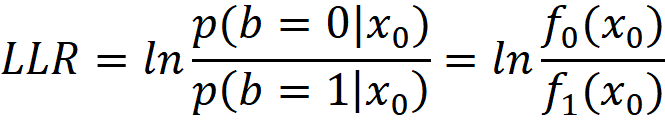 LLR = ln p(b = 0|x₀) / p(b = 1|x₀) = ln f₀(x₀) / f₁(x₀)